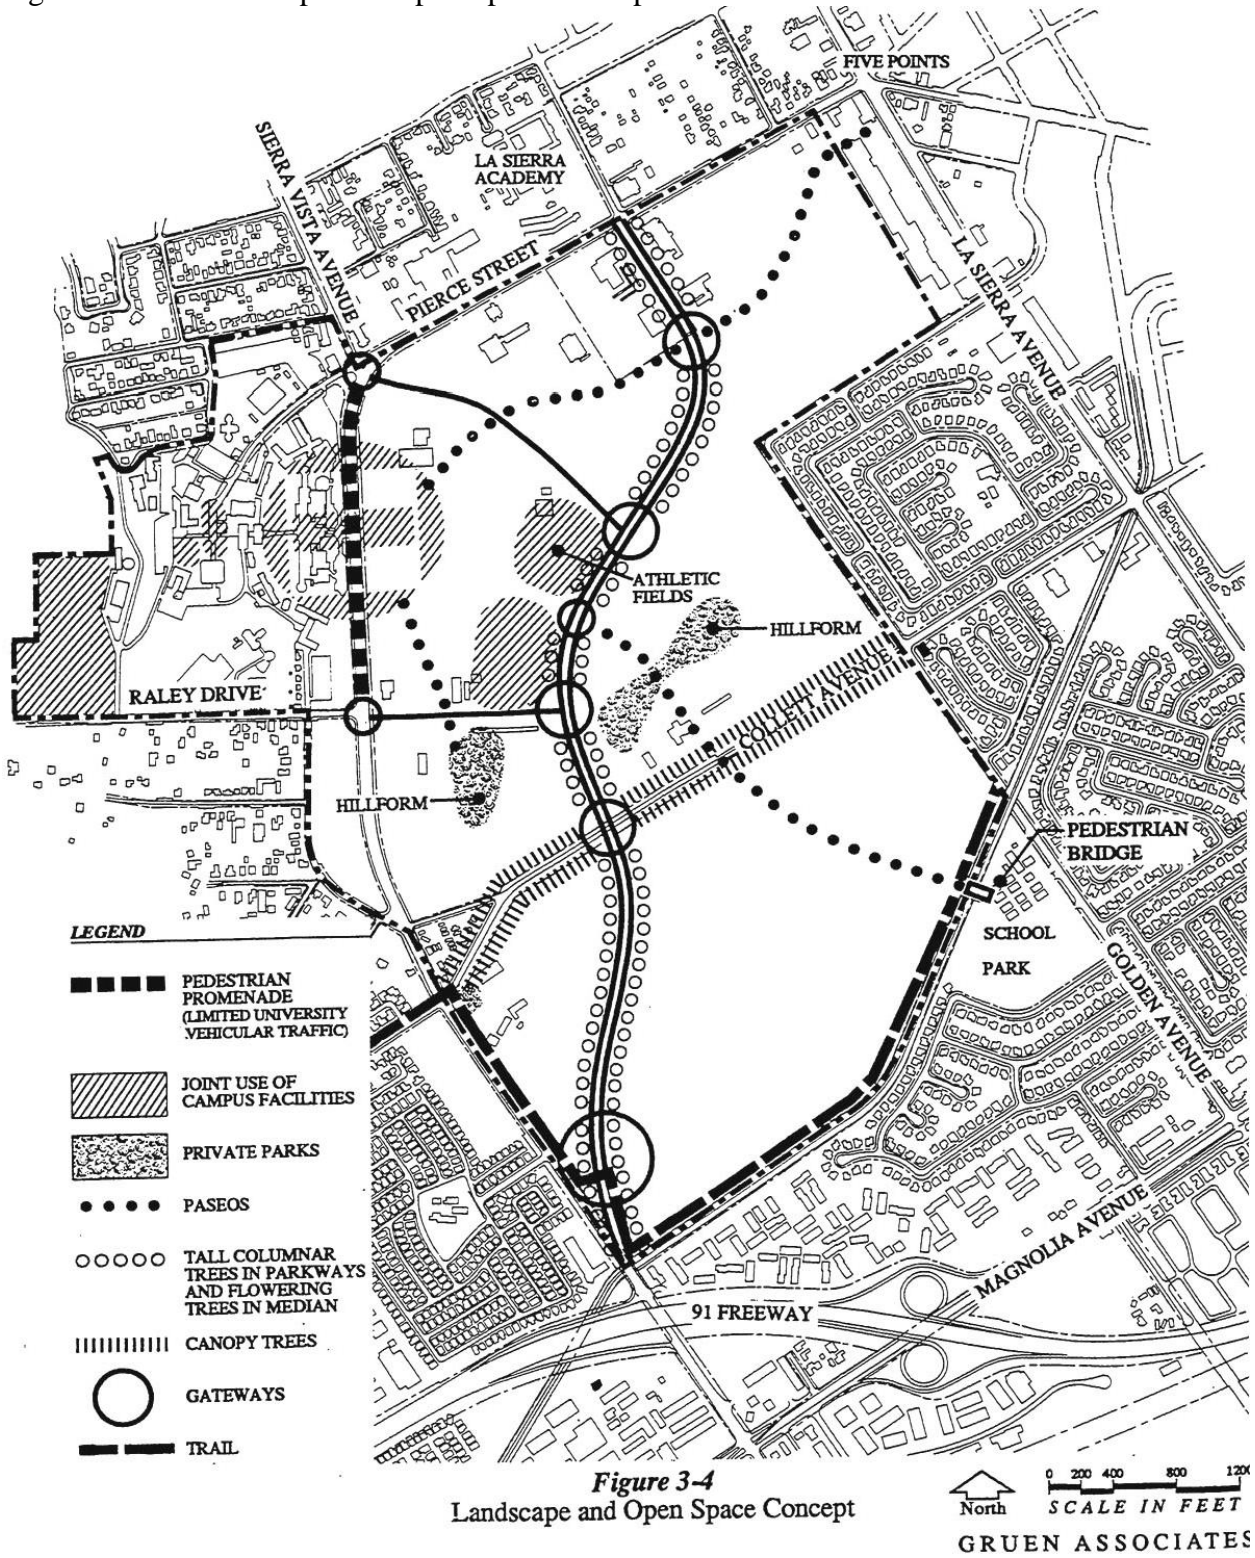 FIVE POINTS
SIERRA VISTA AVENUE
LA SIERRA
ACADEMY
PIERCE STREET
LA SIERRA AVENUE
ATHLETIC
FIELDS
HILLFORM
RALEY DRIVE
COLLETT AVENUE
HILLFORM
PEDESTRIAN
BRIDGE
SCHOOL
PARK
GOLDEN AVENUE
MAGNOLIA AVENUE
91 FREEWAY
LEGEND
PEDESTRIAN
PROMENADE
(LIMITED UNIVERSITY
VEHICULAR TRAFFIC)
JOINT USE OF
CAMPUS FACILITIES
PRIVATE PARKS
PASEOS
TALL COLUMNAR
TREES IN PARKWAYS
AND FLOWERING
TREES IN MEDIAN
CANOPY TREES
GATEWAYS
TRAIL
Figure 3-4
Landscape and Open Space Concept
North
0 200 400 800 1200
SCALE IN FEET
GRUEN ASSOCIATES